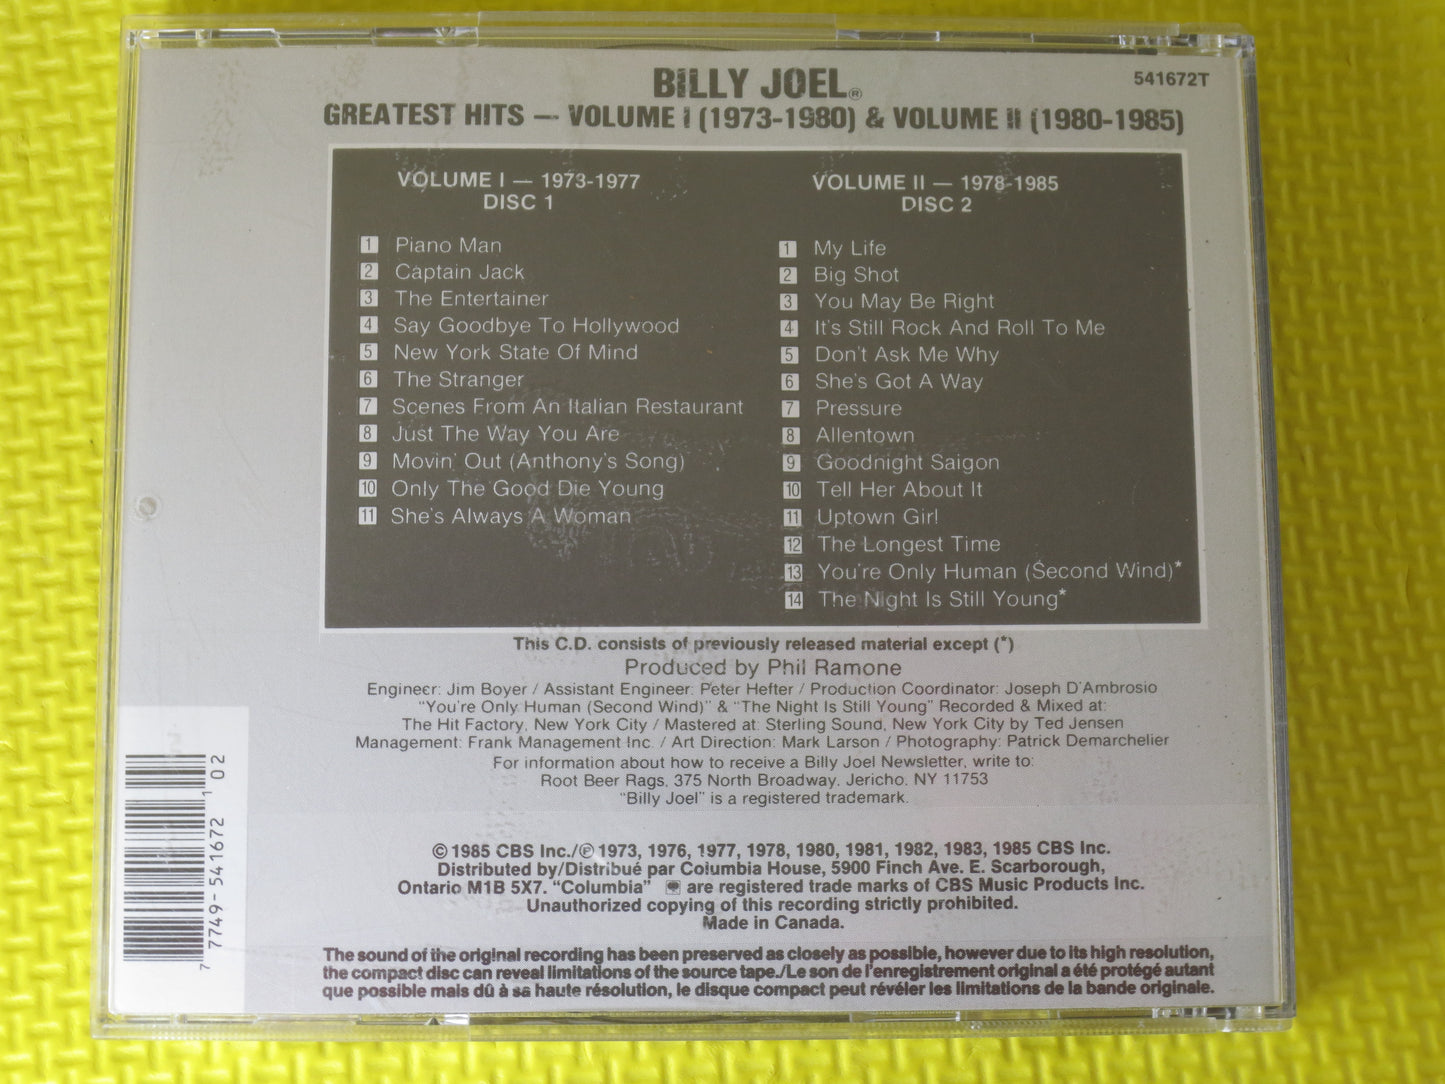 BILLY JOEL®
541672T
GREATEST HITS — VOLUME I (1973-1980) & VOLUME II (1980-1985)
VOLUME I — 1973-1977
DISC 1
1 Piano Man
2 Captain Jack
3 The Entertainer
4 Say Goodbye To Hollywood
5 New York State Of Mind
6 The Stranger
7 Scenes From An Italian Restaurant
8 Just The Way You Are
9 Movin' Out (Anthony's Song)
10 Only The Good Die Young
11 She's Always A Woman
VOLUME II — 1978-1985
DISC 2
1 My Life
2 Big Shot
3 You May Be Right
4 It's Still Rock And Roll To Me
5 Don't Ask Me Why
6 She's Got A Way
7 Pressure
8 Allentown
9 Goodnight Saigon
10 Tell Her About It
11 Uptown Girl
12 The Longest Time
13 You're Only Human (Second Wind)*
14 The Night Is Still Young*
This C.D. consists of previously released material except (*)
Produced by Phil Ramone
Engineer: Jim Boyer / Assistant Engineer: Peter Hefter / Production Coordinator: Joseph D'Ambrosio
"You're Only Human (Second Wind)" & "The Night Is Still Young" Recorded & Mixed at:
The Hit Factory, New York City / Mastered at: Sterling Sound, New York City by Ted Jensen
Management: Frank Management Inc. / Art Direction: Mark Larson / Photography: Patrick Demarchelier
For information about how to receive a Billy Joel Newsletter, write to:
Root Beer Rags, 375 North Broadway, Jericho, NY 11753
"Billy Joel" is a registered trademark.
© 1985 CBS Inc./℗ 1973, 1976, 1977, 1978, 1980, 1981, 1982, 1983, 1985 CBS Inc.
Distributed by/Distribué par Columbia House, 5900 Finch Ave. E. Scarborough,
Ontario M1B 5X7. "Columbia" are registered trade marks of CBS Music Products Inc.
Unauthorized copying of this recording strictly prohibited.
Made in Canada.
The sound of the original recording has been preserved as closely as possible, however due to its high resolution,
the compact disc can reveal limitations of the source tape./Le son de l'enregistrement original a été protégé autant
que possible mais dû à sa haute résolution, le disque compact peut révéler les limitations de la bande originale.
7 7749-541672 1 02